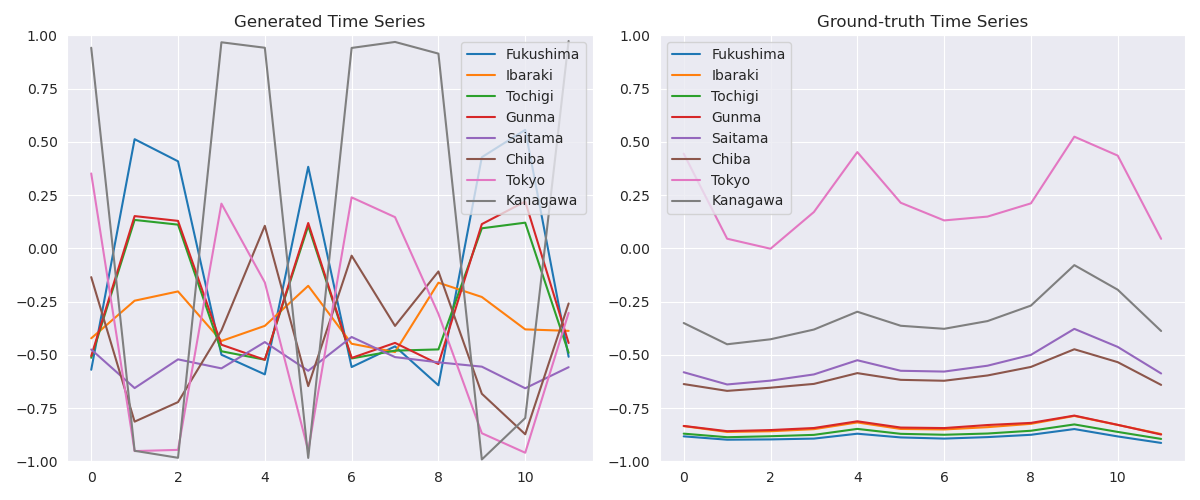 Generated Time Series
1.00
0.75
0.50
0.25
0.00
−0.25
−0.50
−0.75
−1.00
0 2 4 6 8 10
Fukushima
Ibaraki
Tochigi
Gunma
Saitama
Chiba
Tokyo
Kanagawa
Ground-truth Time Series
1.00
0.75
0.50
0.25
0.00
−0.25
−0.50
−0.75
−1.00
0 2 4 6 8 10
Fukushima
Ibaraki
Tochigi
Gunma
Saitama
Chiba
Tokyo
Kanagawa